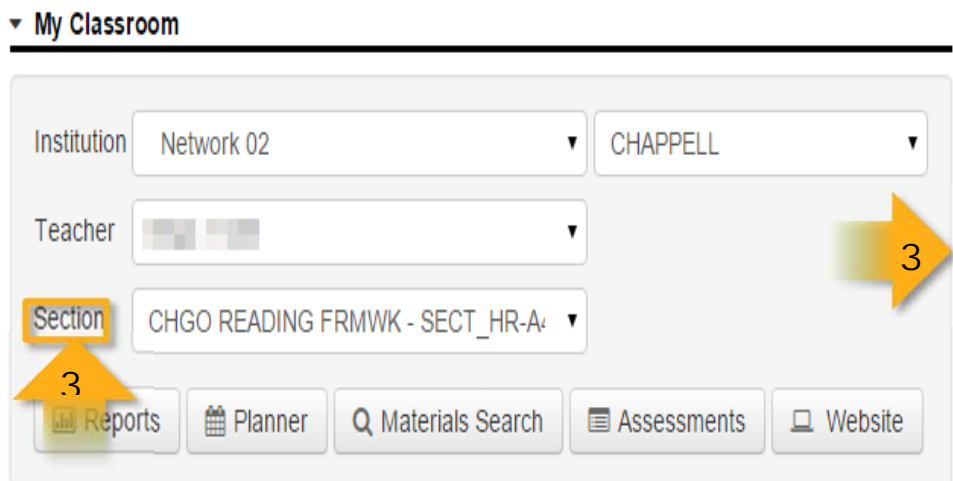 My Classroom
Institution Network 02 CHAPPELL
Teacher
3
Section CHGO READING FRMWK - SECT_HR-A4
3
Reports Planner Materials Search Assessments Website